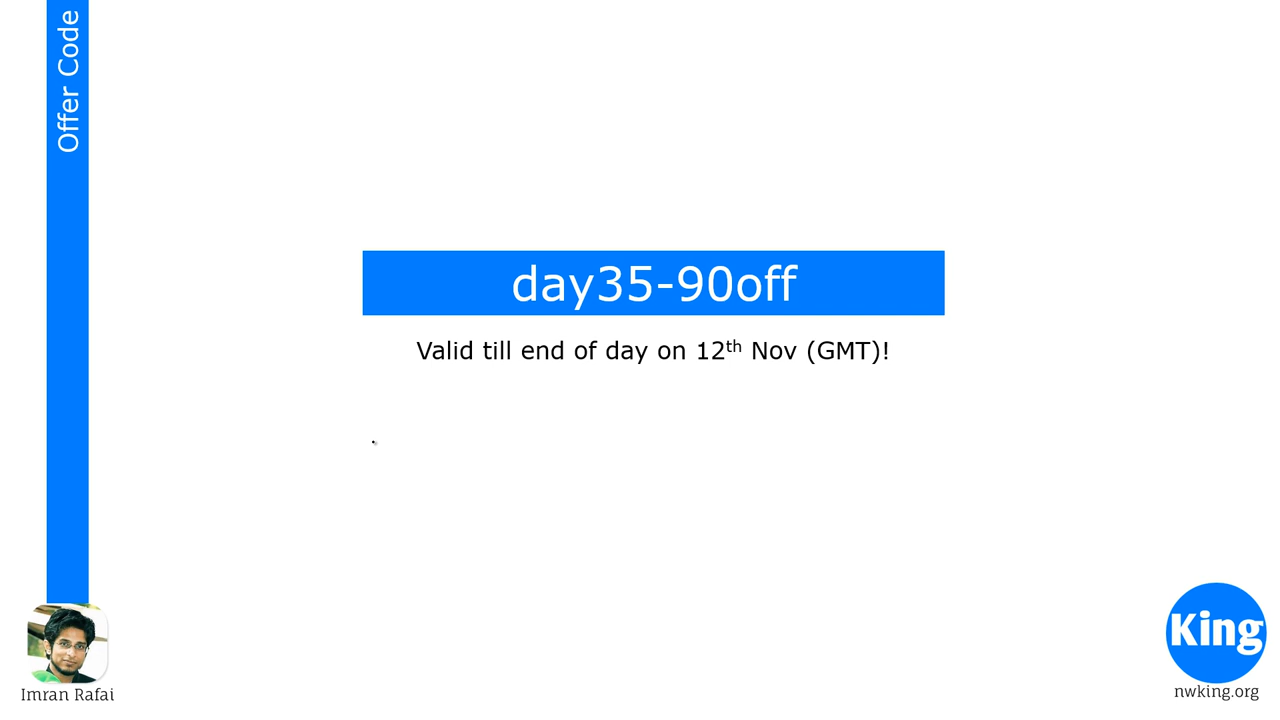 Offer Code
day35-90off
Valid till end of day on 12th Nov (GMT)!
Imran Rafai
King
nwking.org